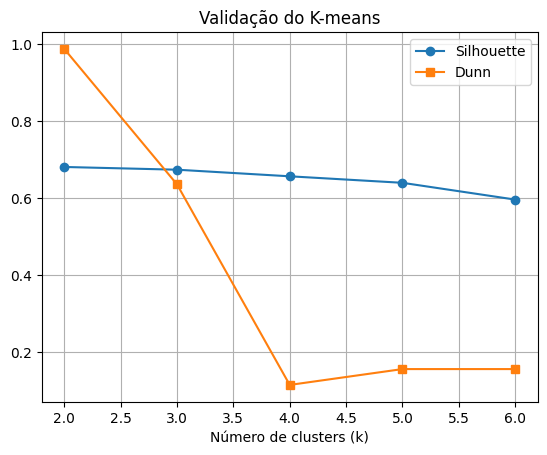 Validação do K-means
Silhouette
Dunn
1.0
0.8
0.6
0.4
0.2
2.0 2.5 3.0 3.5 4.0 4.5 5.0 5.5 6.0
Número de clusters (k)